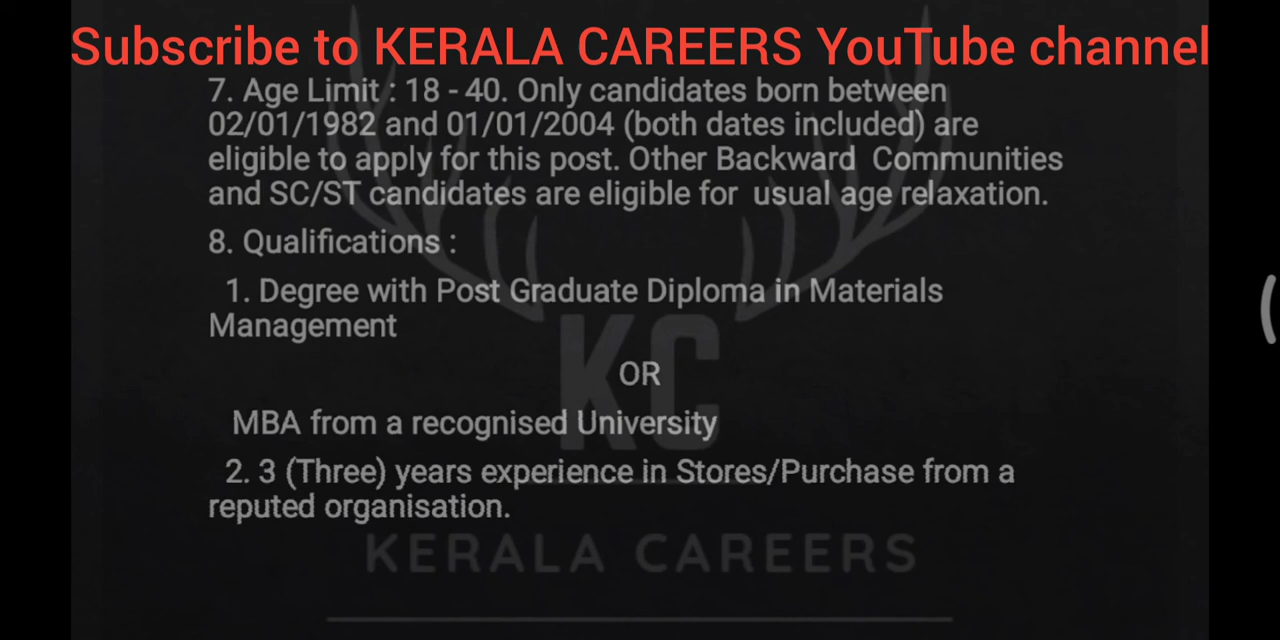 Subscribe to KERALA CAREERS YouTube channel
7. Age Limit : 18 - 40. Only candidates born between
02/01/1982 and 01/01/2004 (both dates included) are
eligible to apply for this post. Other Backward Communities
and SC/ST candidates are eligible for usual age relaxation.
8. Qualifications :
1. Degree with Post Graduate Diploma in Materials
Management
OR
KC
MBA from a recognised University
2. 3 (Three) years experience in Stores/Purchase from a
reputed organisation.
KERALA CAREERS